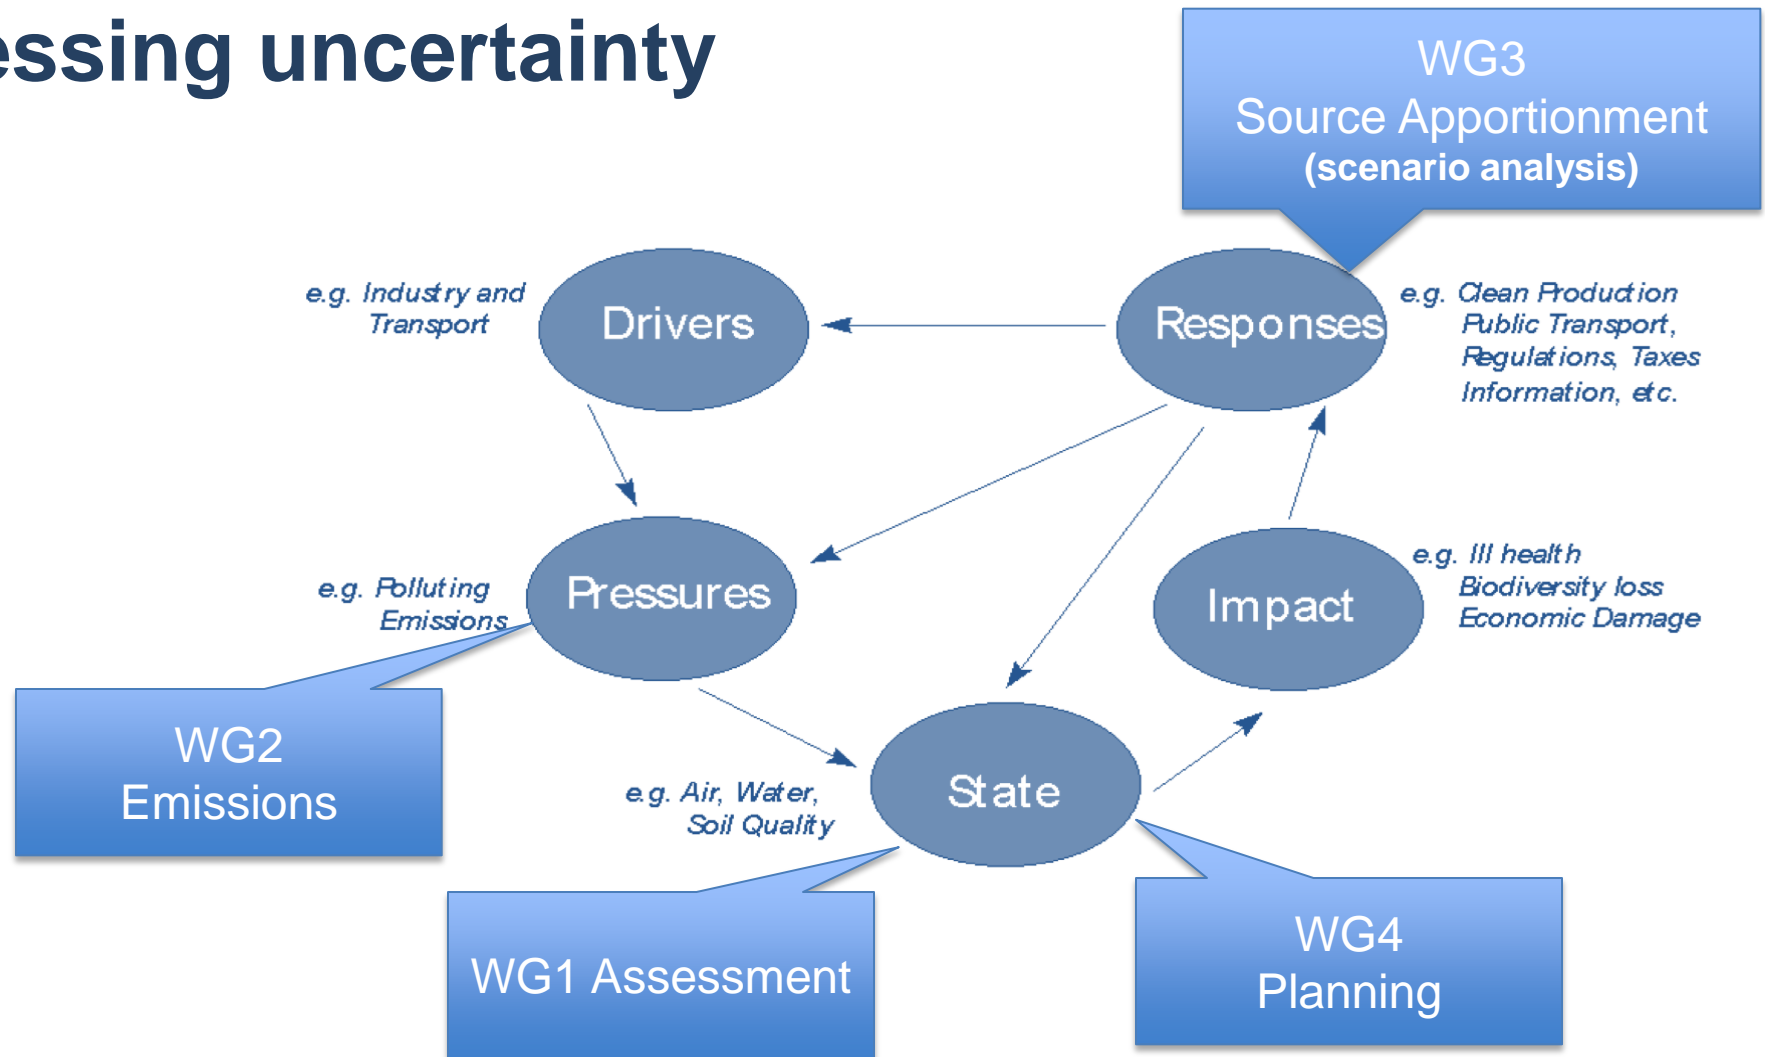 essing uncertainty
WG3
Source Apportionment
(scenario analysis)
e.g. Industry and
Transport
Drivers
Responses
e.g. Clean Production
Public Transport,
Regulations, Taxes
Information, etc.
e.g. Polluting
Emissions
Pressures
Impact
e.g. Ill health
Biodiversity loss
Economic Damage
WG2
Emissions
e.g. Air, Water,
Soil Quality
State
WG1 Assessment
WG4
Planning